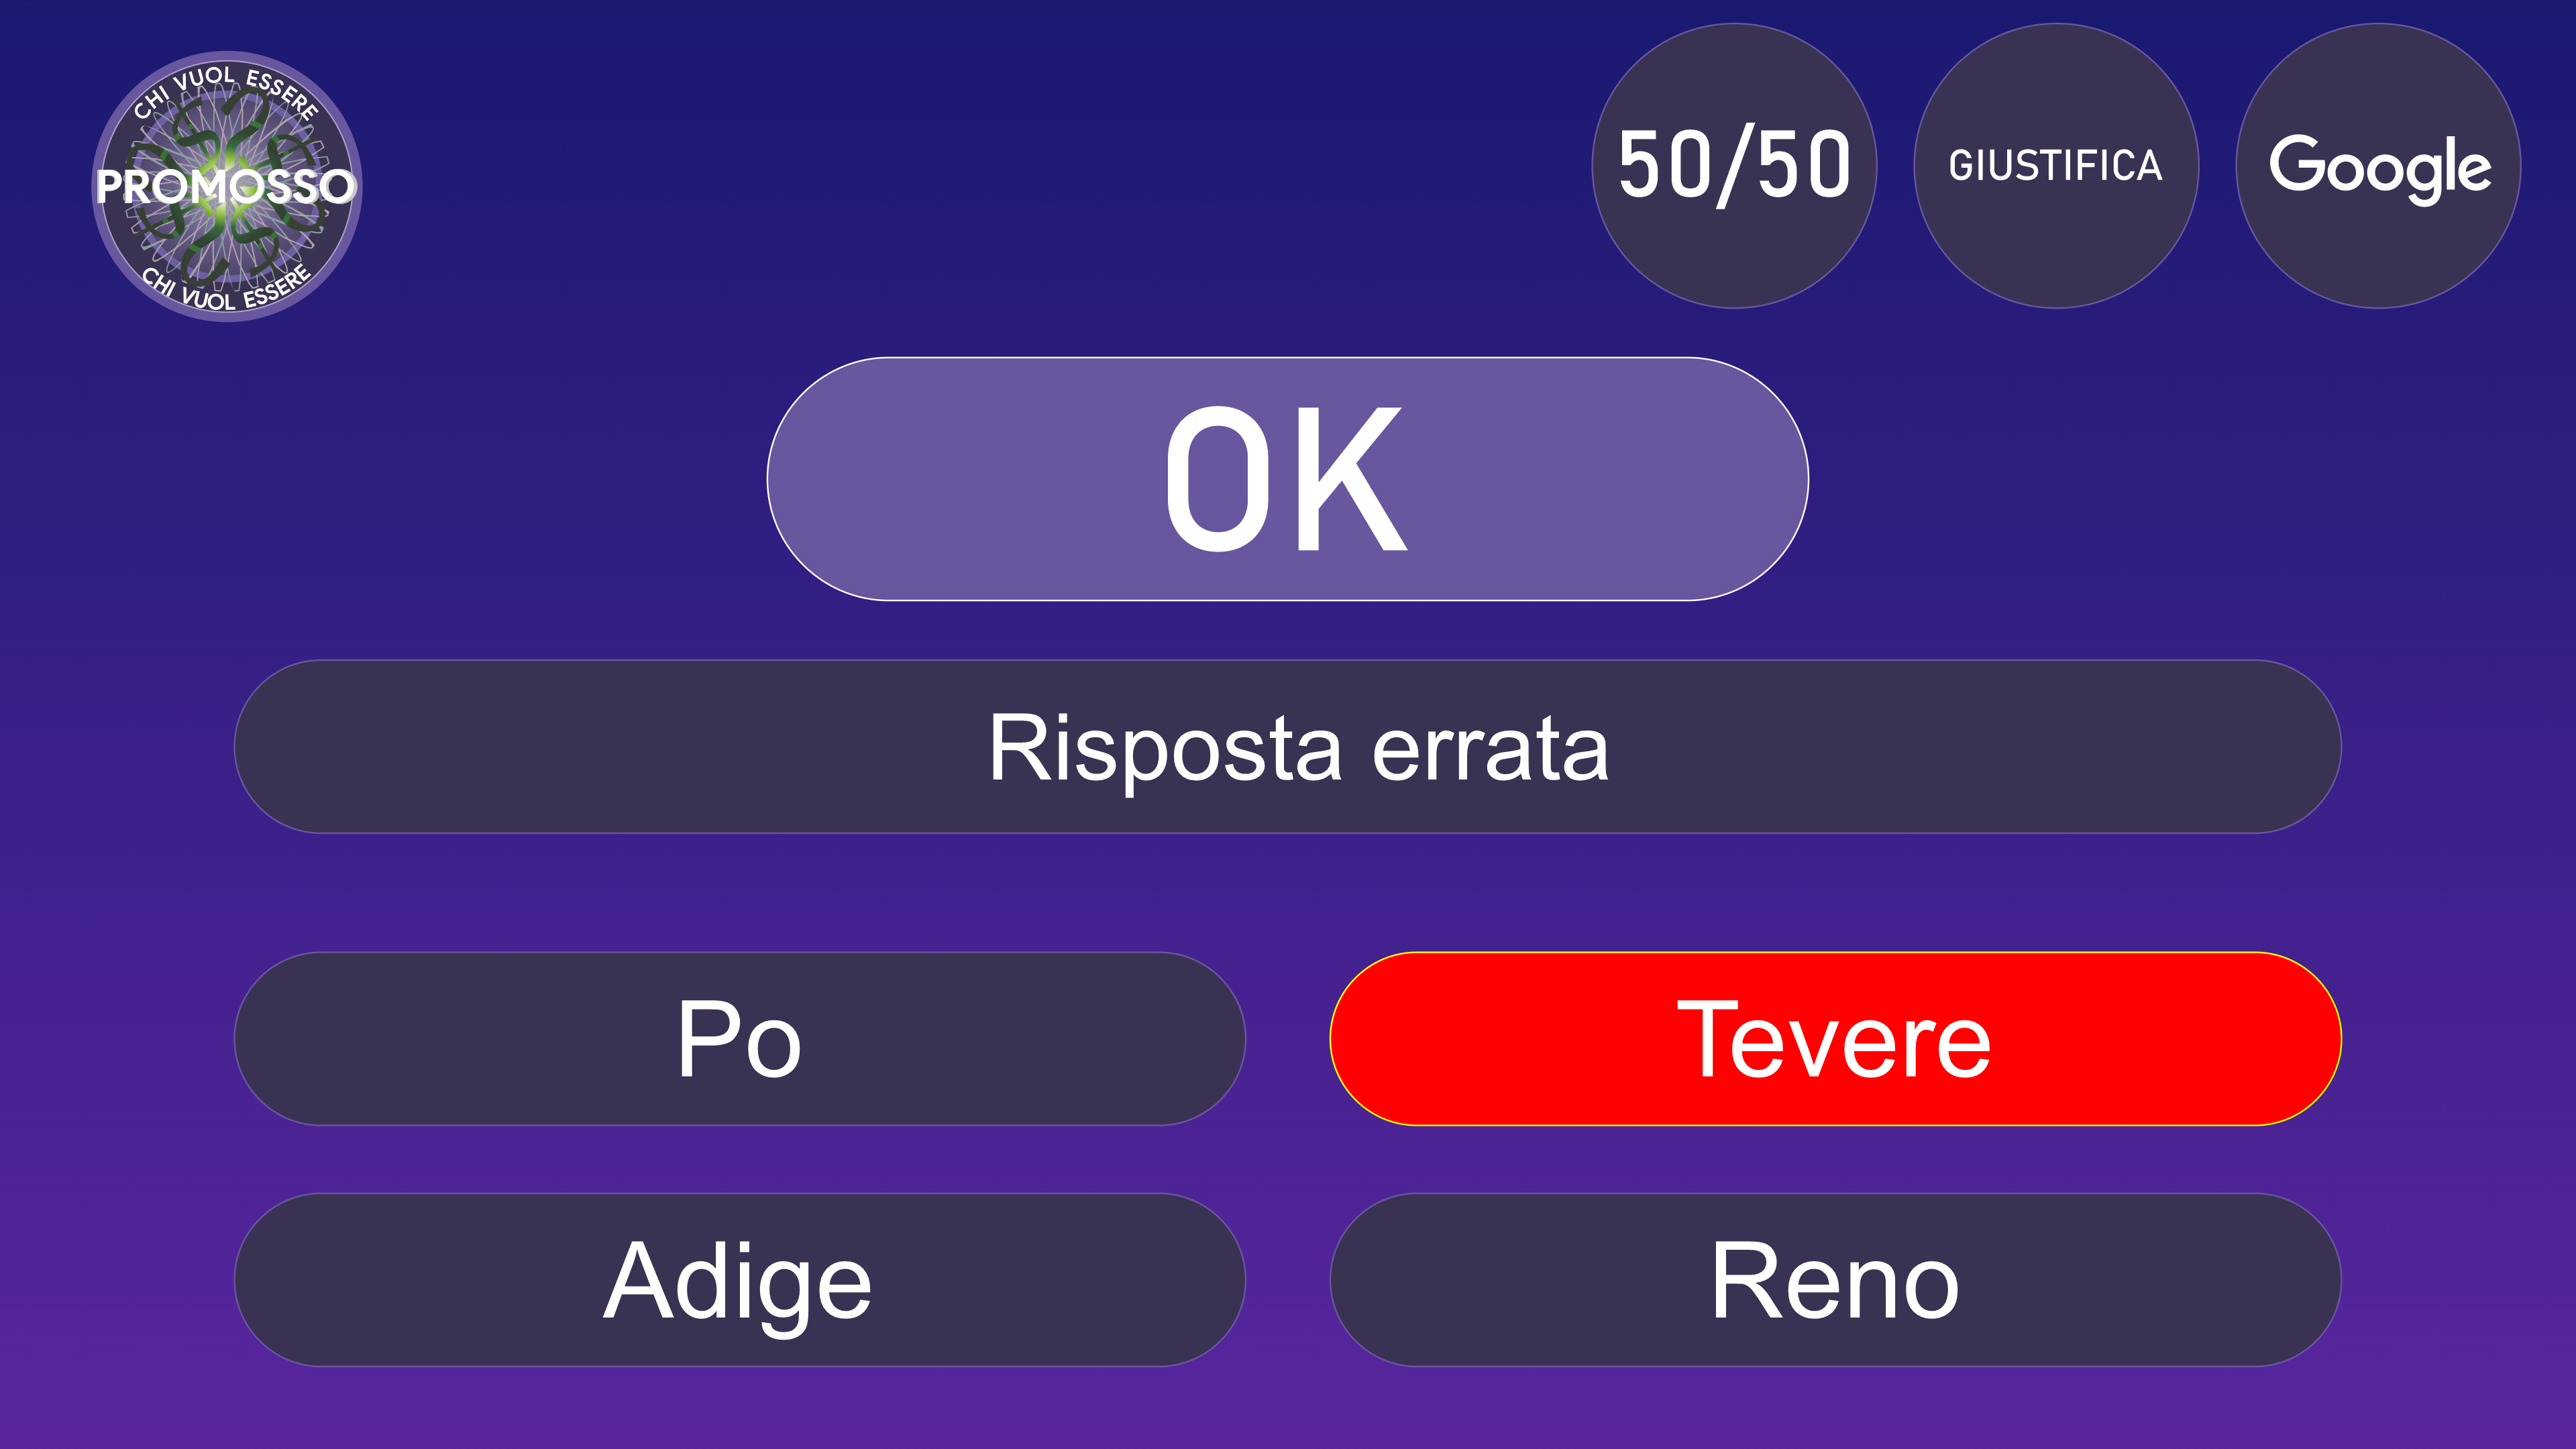 CHI VUOL ESSERE
PROMOSSO
CHI VUOL ESSERE
50/50
GIUSTIFICA
Google
OK
Risposta errata
Po
Tevere
Adige
Reno